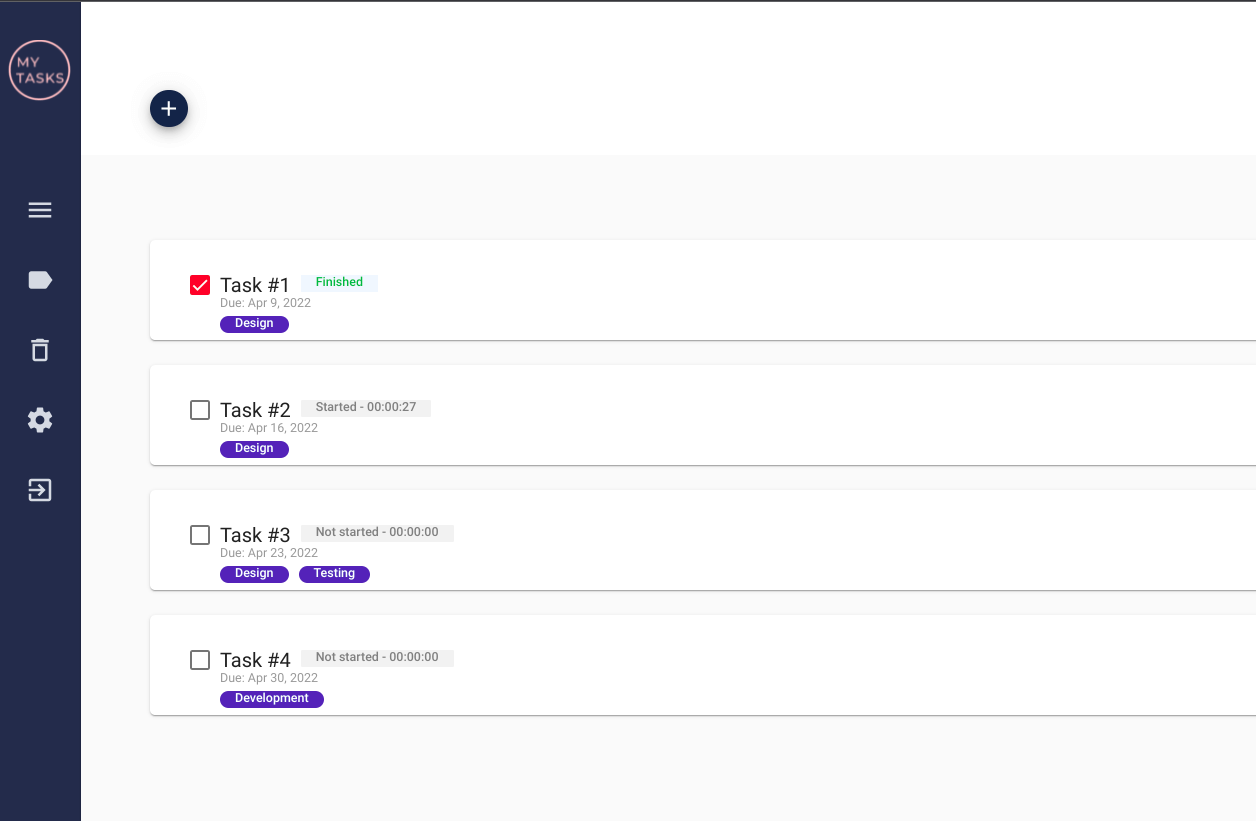 MY
TASKS
Task #1 Finished
Due: Apr 9, 2022
Design
Task #2 Started - 00:00:27
Due: Apr 16, 2022
Design
Task #3 Not started - 00:00:00
Due: Apr 23, 2022
Design Testing
Task #4 Not started - 00:00:00
Due: Apr 30, 2022
Development